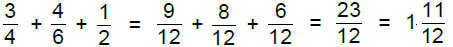 3/4 + 4/6 + 1/2 = 9/12 + 8/12 + 6/12 = 23/12 = 1 11/12